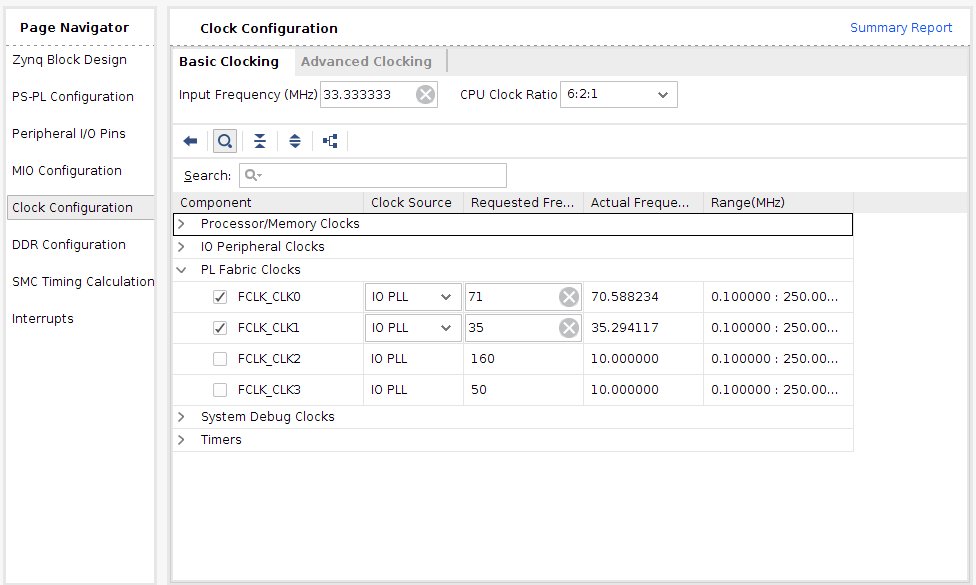 Page Navigator
Zynq Block Design
PS-PL Configuration
Peripheral I/O Pins
MIO Configuration
Clock Configuration
DDR Configuration
SMC Timing Calculation
Interrupts
Clock Configuration
Summary Report
Basic Clocking Advanced Clocking
Input Frequency (MHz) 33.333333 CPU Clock Ratio 6:2:1
Search:
Component Clock Source Requested Fre... Actual Freque... Range(MHz)
Processor/Memory Clocks
IO Peripheral Clocks
PL Fabric Clocks
FCLK_CLK0 IO PLL 71 70.588234 0.100000 : 250.00...
FCLK_CLK1 IO PLL 35 35.294117 0.100000 : 250.00...
FCLK_CLK2 IO PLL 160 10.000000 0.100000 : 250.00...
FCLK_CLK3 IO PLL 50 10.000000 0.100000 : 250.00...
System Debug Clocks
Timers